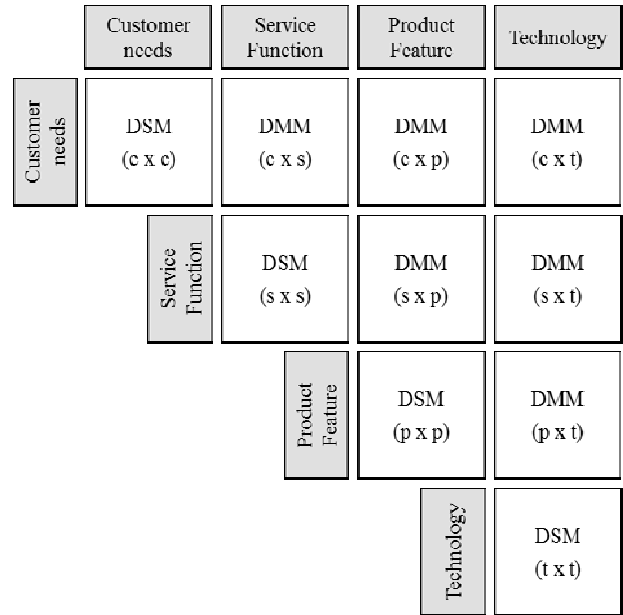 Customer
needs
Service
Function
Product
Feature
Technology
Customer
needs
DSM
(c x c)
DMM
(c x s)
DMM
(c x p)
DMM
(c x t)
Service
Function
DSM
(s x s)
DMM
(s x p)
DMM
(s x t)
Product
Feature
DSM
(p x p)
DMM
(p x t)
Technology
DSM
(t x t)